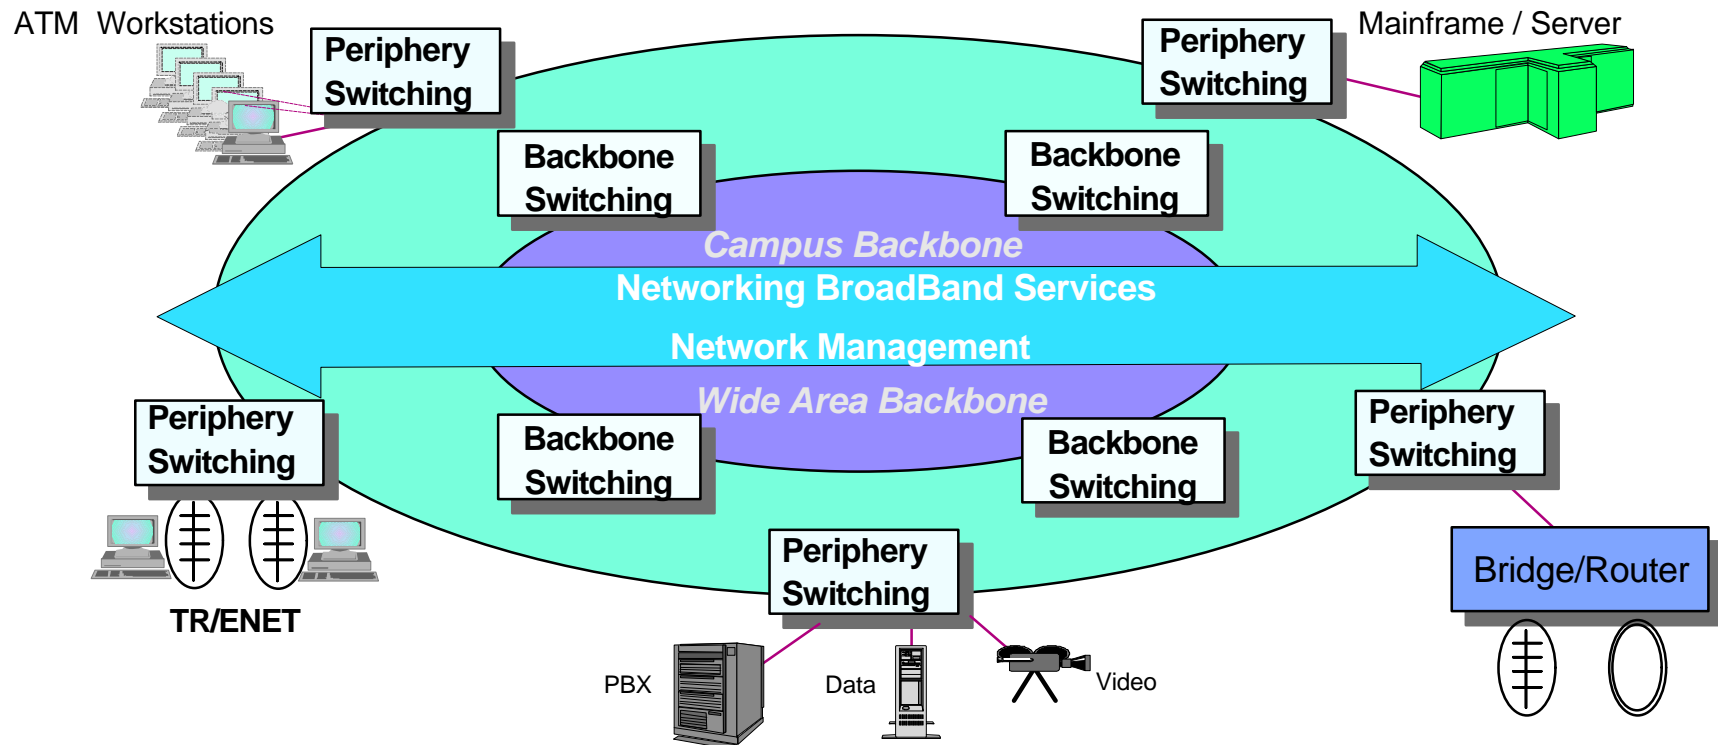 ATM  Workstations
Periphery
Switching
Periphery
Switching
Mainframe / Server
Backbone
Switching
Backbone
Switching
Campus Backbone
Networking BroadBand Services
Network Management
Wide Area Backbone
Periphery
Switching
Backbone
Switching
Backbone
Switching
Periphery
Switching
TR/ENET
Periphery
Switching
Bridge/Router
PBX
Data
Video